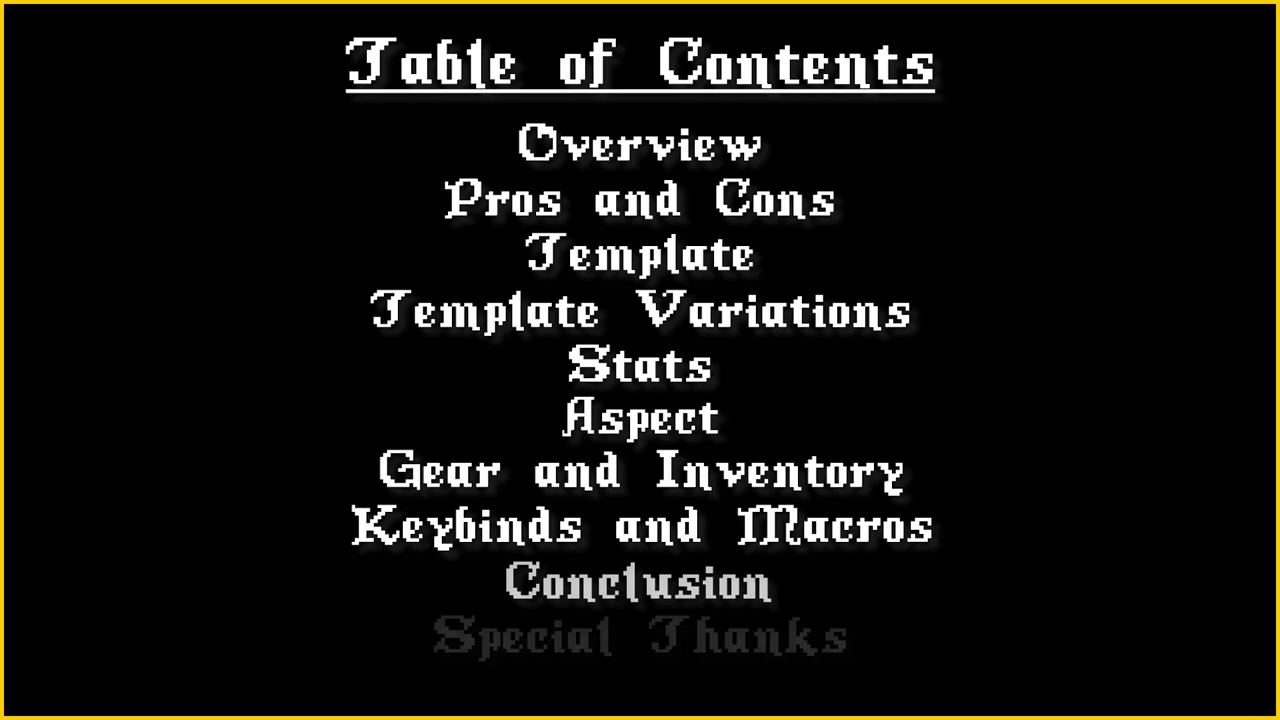 Table of Contents
Overview
Pros and Cons
Template
Template Variations
Stats
Aspect
Gear and Inventory
Keybinds and Macros
Conclusion
Special Thanks